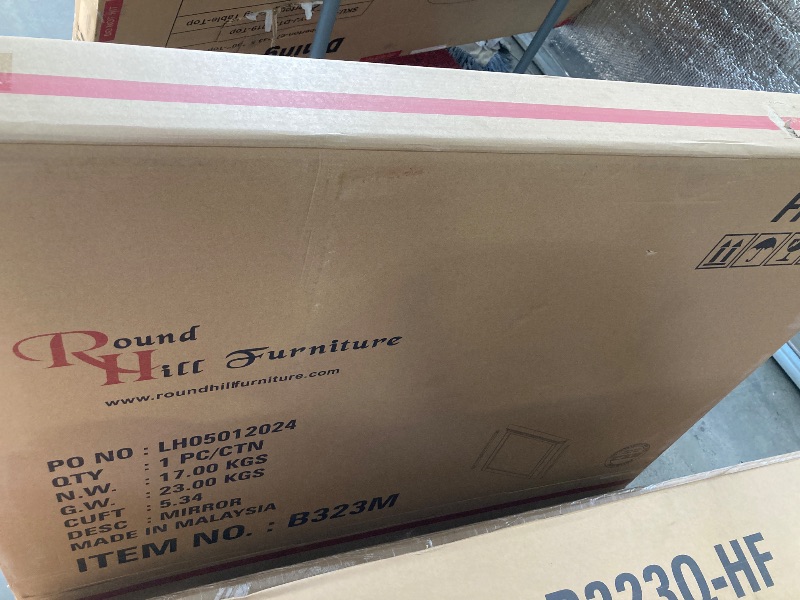 Round
Hill Furniture
www.roundhillfurniture.com
PO NO : LH05012024
QTY : 1 PC/CTN
N.W. : 17.00 KGS
G.W. : 23.00 KGS
CUFT : 5.34
DESC : MIRROR
MADE IN MALAYSIA
ITEM NO. : B323M